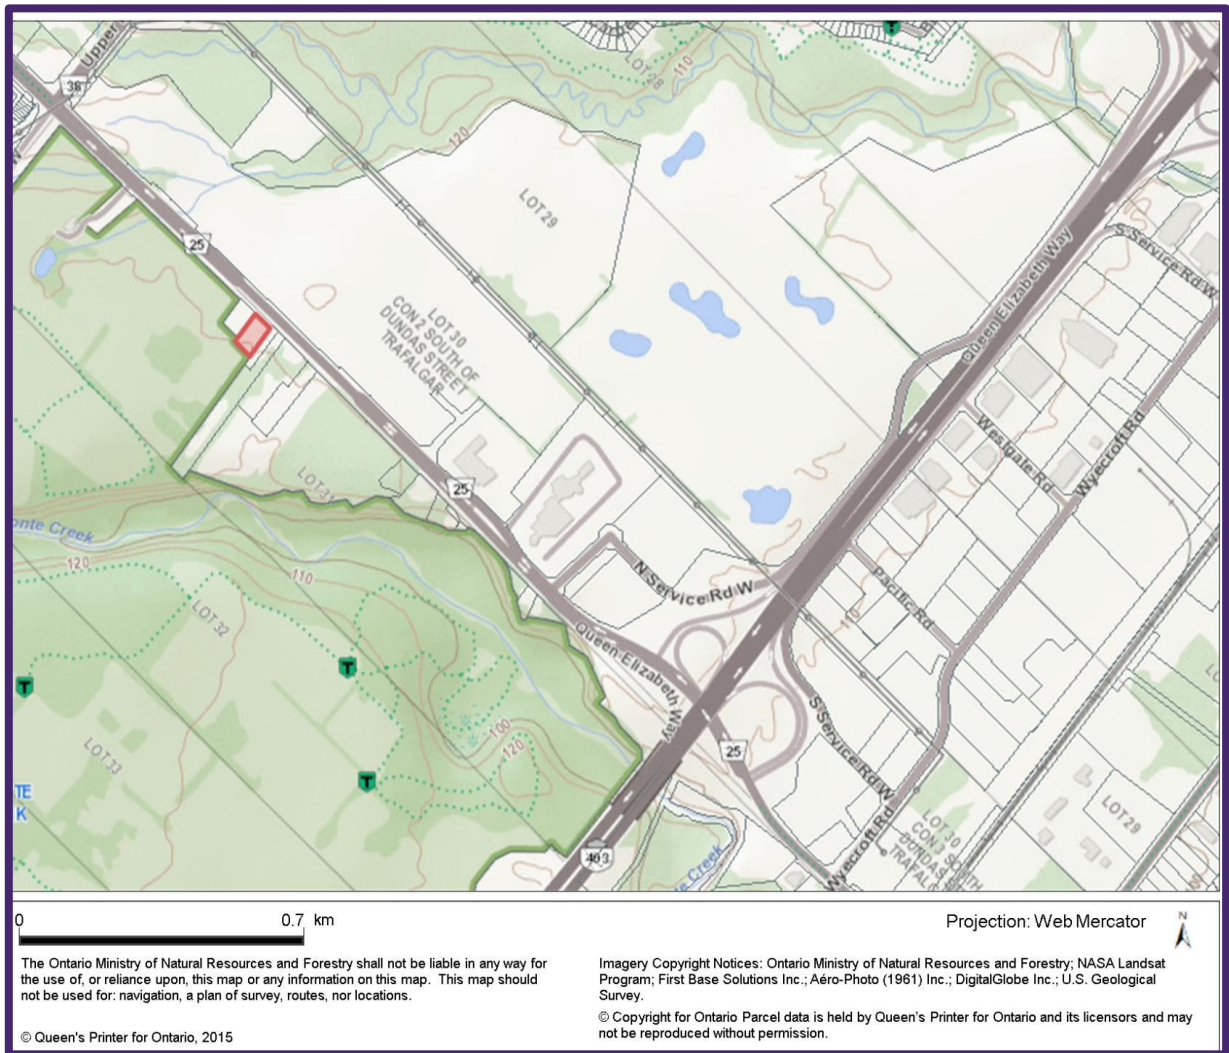 Upper
38
LOT 28
110
120
LOT 29
25
S Service Rd W
Queen Elizabeth Way
LOT 30
CON 2 SOUTH OF
DUNDAS STREET
TRAFALGAR
Westgate Rd
Wyecroft Rd
LOT 31
25
onte Creek
120
110
N Service Rd W
Pacific Rd
110
LOT 32
T
T
Queen Elizabeth Way
100
120
S Service Rd W
25
LOT 33
T
TE
K
LOT 29
LOT 30
CON 3 SOUTH
DUNDAS S
TRAFALG
Wyecroft Rd
403
te Creek
100
0 0.7 km
Projection: Web Mercator
N
The Ontario Ministry of Natural Resources and Forestry shall not be liable in any way for
the use of, or reliance upon, this map or any information on this map. This map should
not be used for: navigation, a plan of survey, routes, nor locations.
© Queen's Printer for Ontario, 2015
Imagery Copyright Notices: Ontario Ministry of Natural Resources and Forestry; NASA Landsat
Program; First Base Solutions Inc.; Aéro-Photo (1961) Inc.; DigitalGlobe Inc.; U.S. Geological
Survey.
© Copyright for Ontario Parcel data is held by Queen's Printer for Ontario and its licensors and may
not be reproduced without permission.